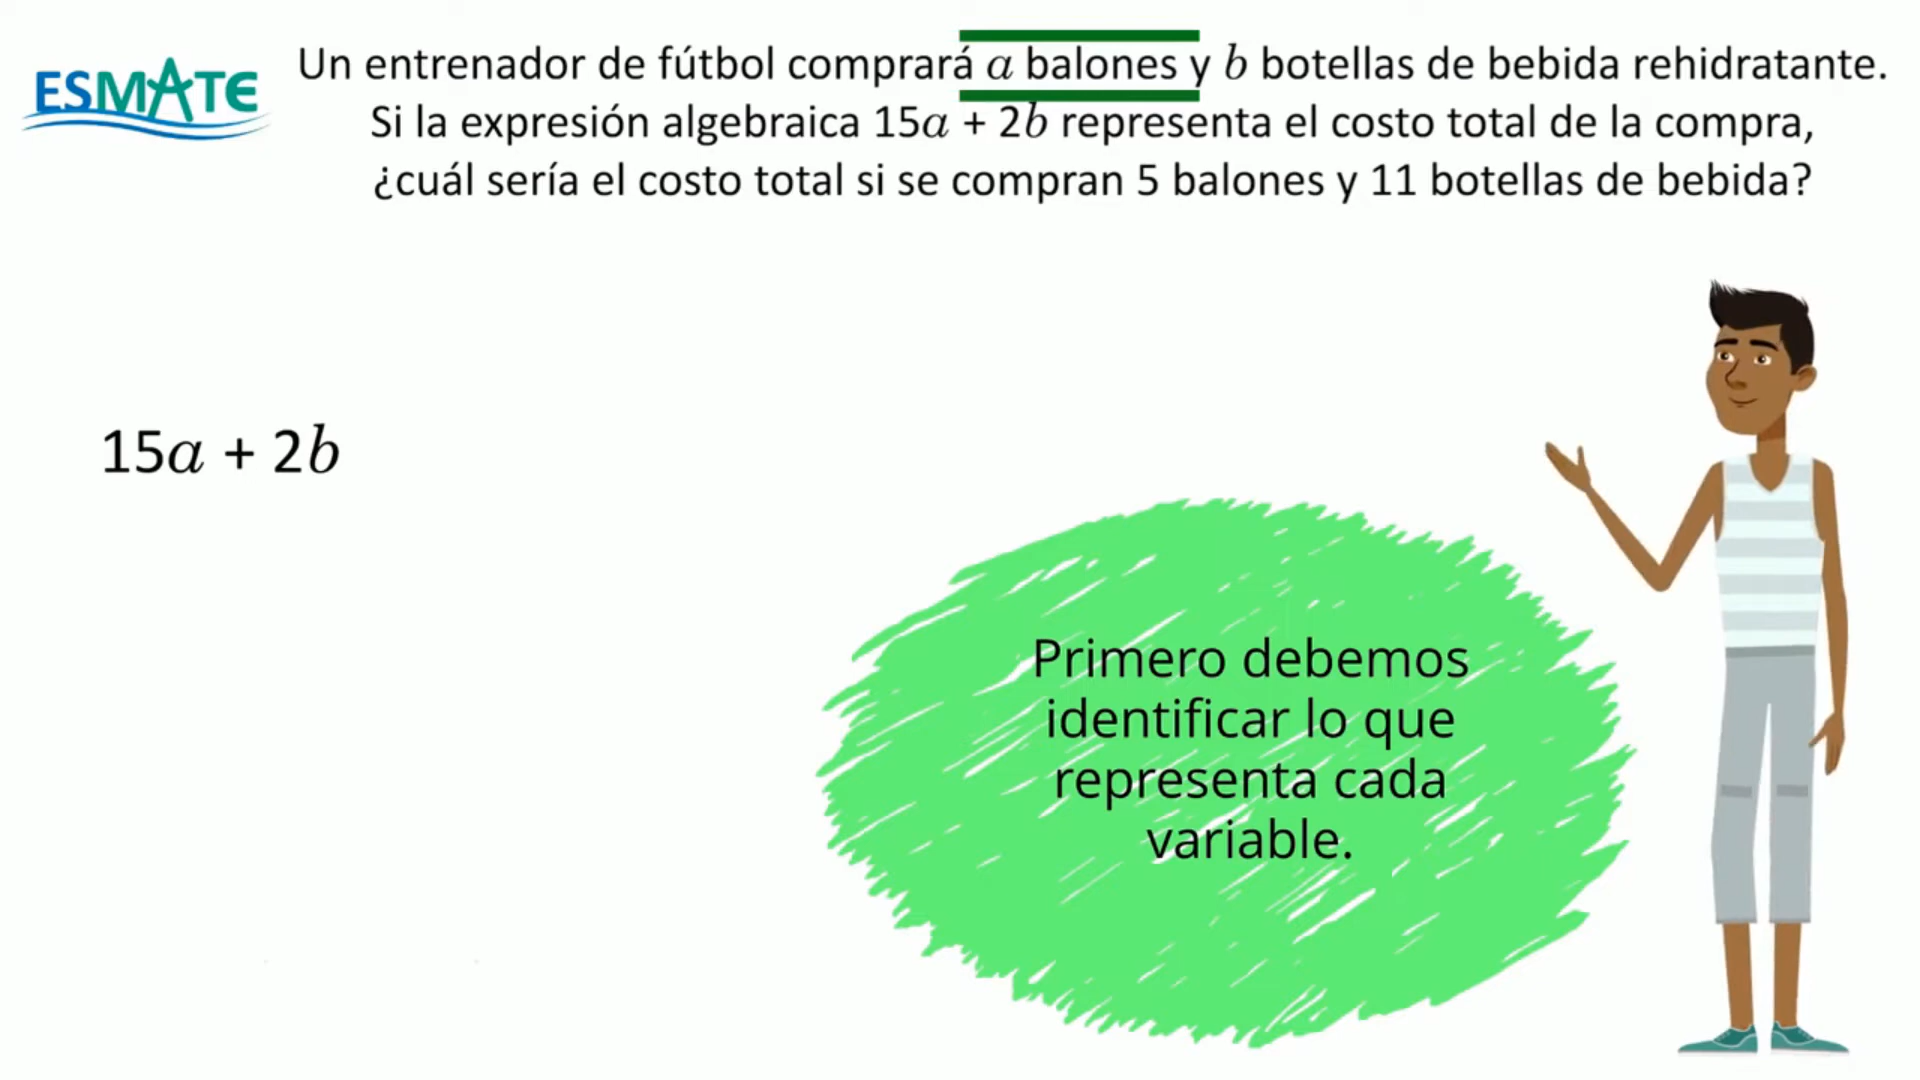 ESMATE
Un entrenador de fútbol comprará a balones y b botellas de bebida rehidratante.
Si la expresión algebraica 15a + 2b representa el costo total de la compra,
¿cuál sería el costo total si se compran 5 balones y 11 botellas de bebida?
15a + 2b
Primero debemos
identificar lo que
representa cada
variable.